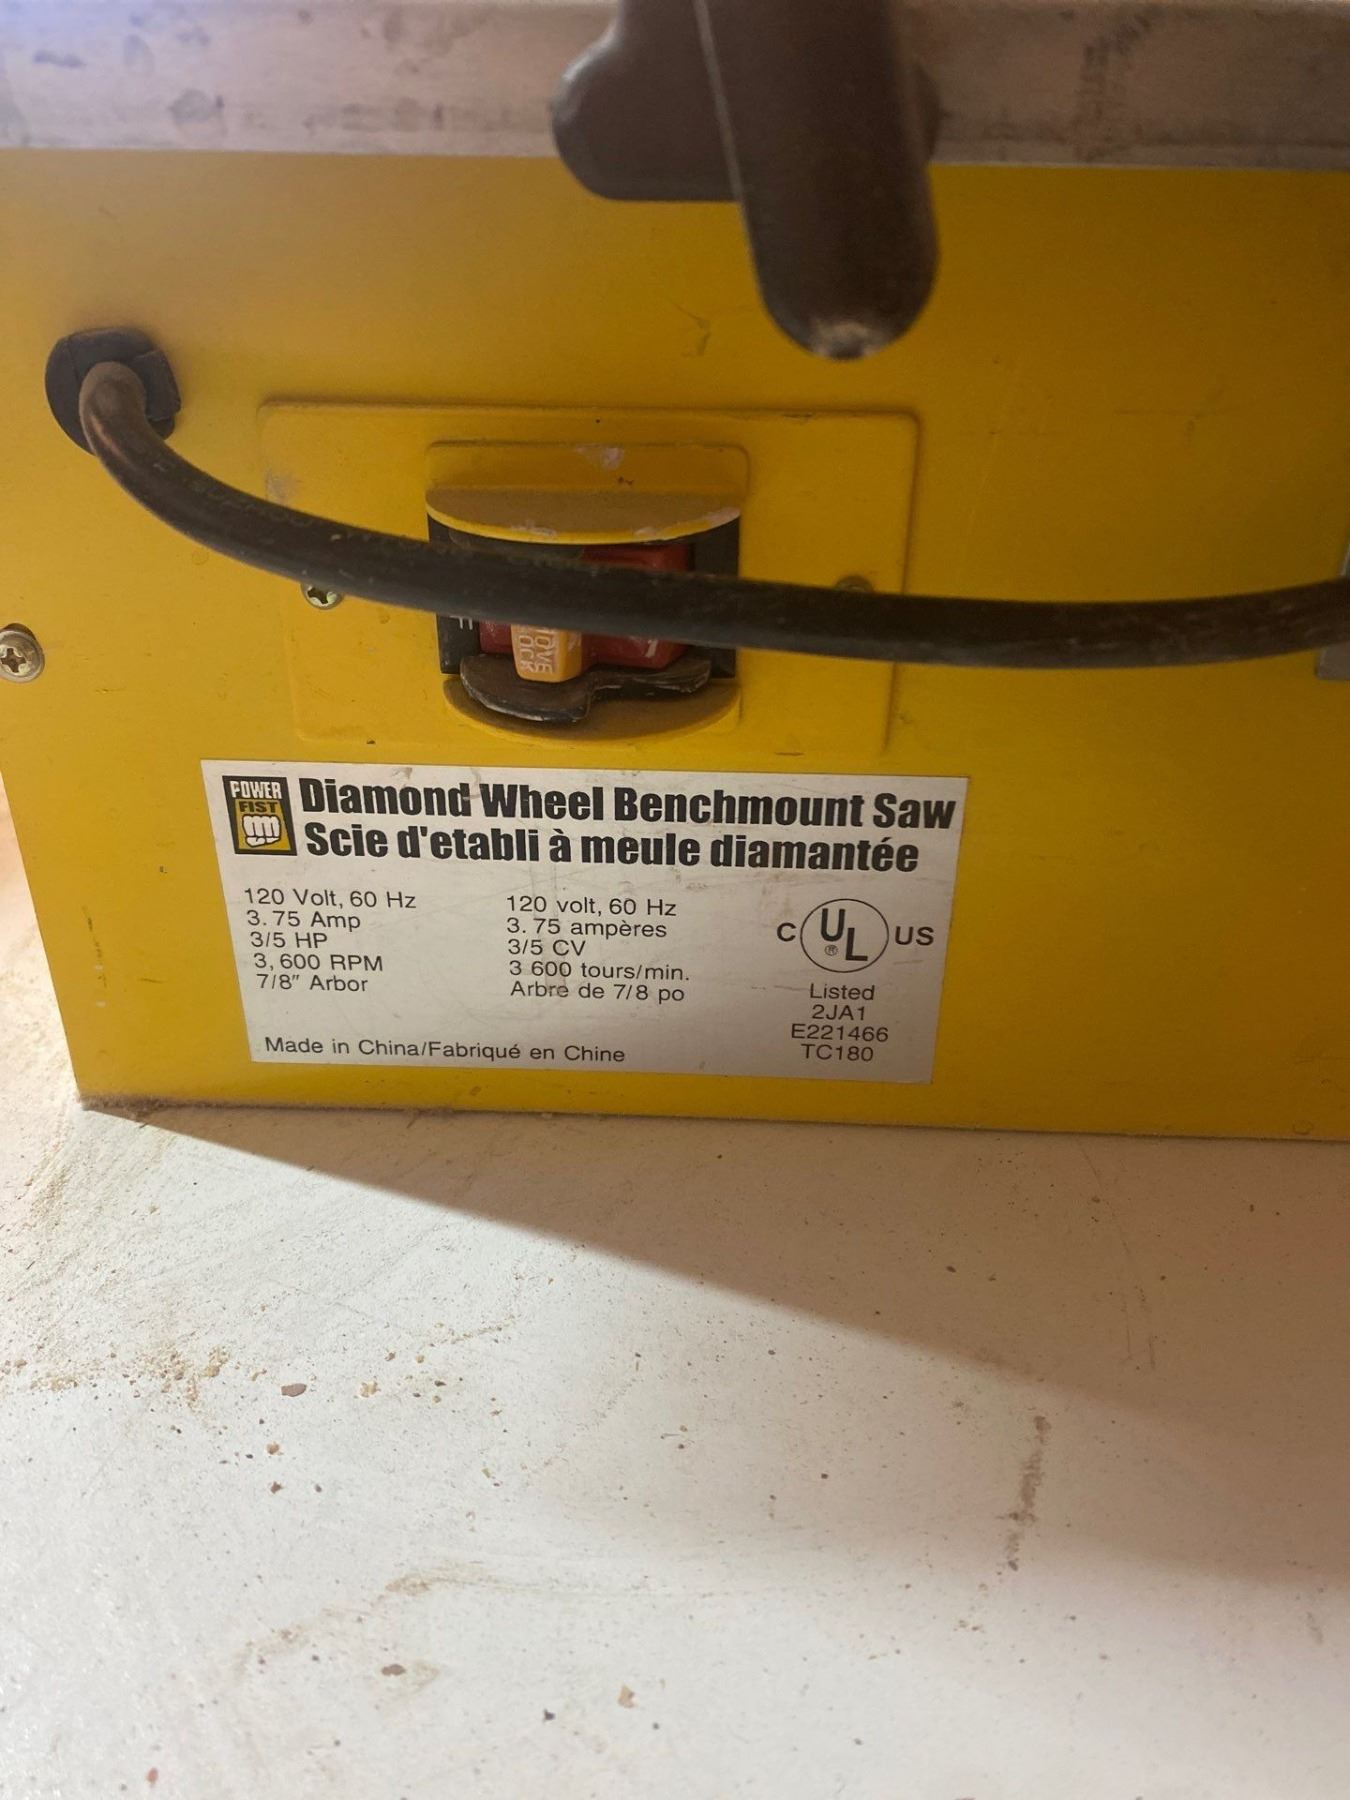 POWER
FIST
Diamond Wheel Benchmount Saw
Scie d'etabli à meule diamantée
120 Volt, 60 Hz
3.75 Amp
3/5 HP
3,600 RPM
7/8" Arbor
120 volt, 60 Hz
3.75 ampères
3/5 CV
3 600 tours/min.
Arbre de 7/8 po
C UL US
®
Listed
2JA1
E221466
TC180
Made in China/Fabriqué en Chine